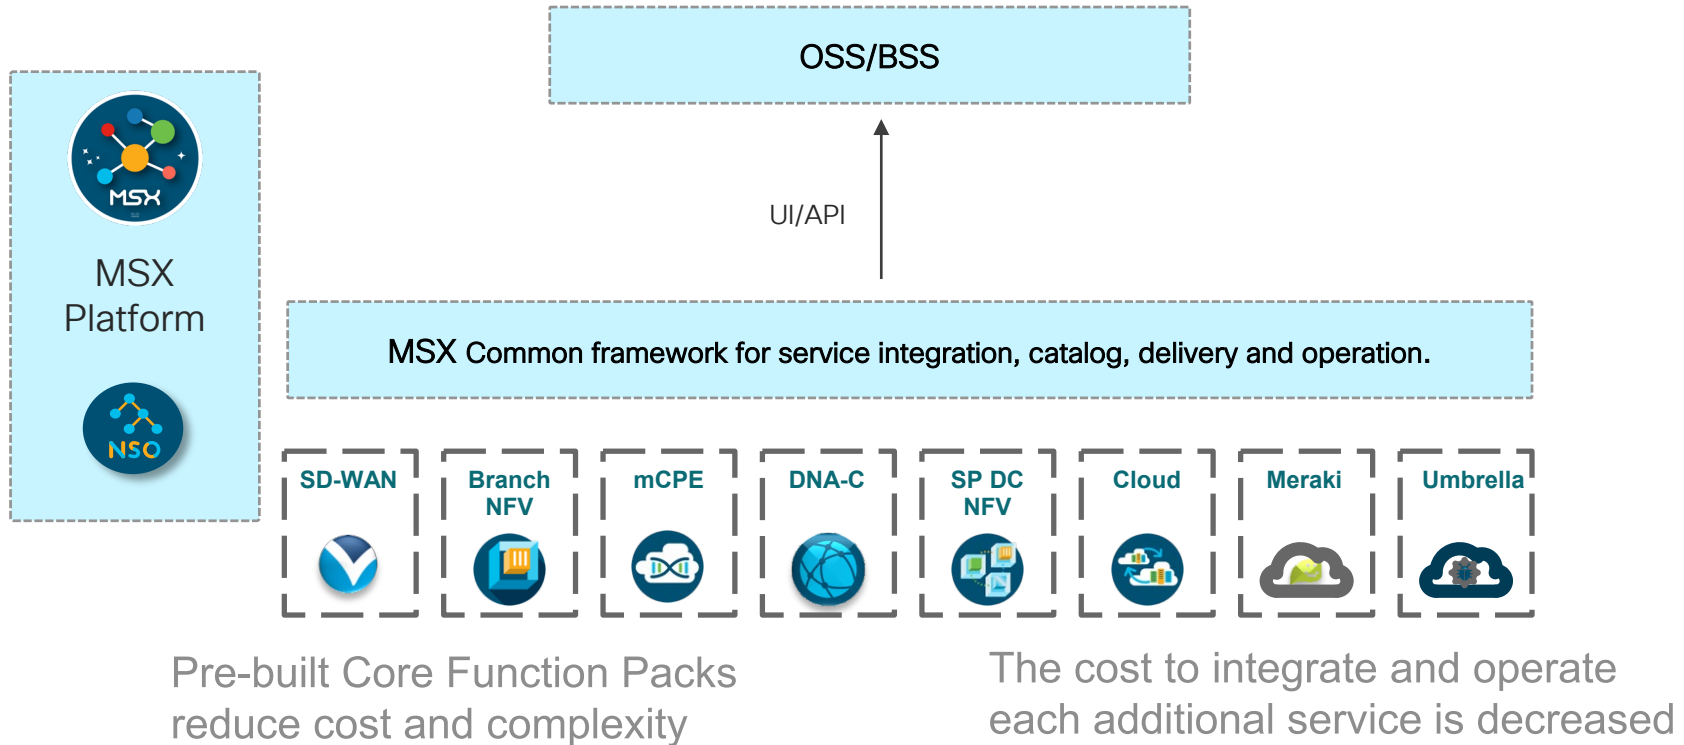 OSS/BSS
MSX
MSX
Platform
NSO
UI/API
MSX Common framework for service integration, catalog, delivery and operation.
SD-WAN
Branch
NFV
mCPE
DNA-C
SP DC
NFV
Cloud
Meraki
Umbrella
Pre-built Core Function Packs
reduce cost and complexity
The cost to integrate and operate
each additional service is decreased